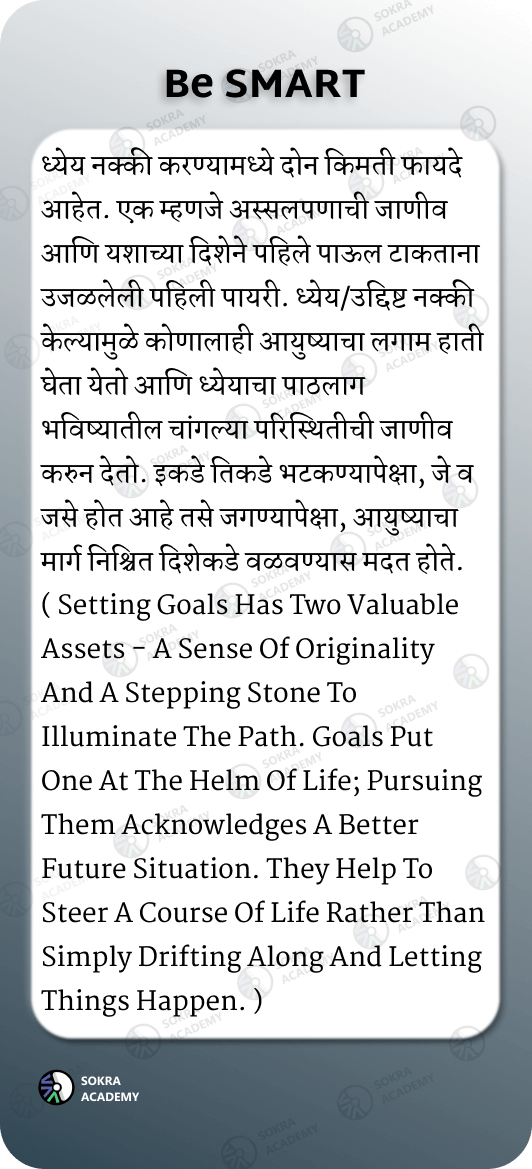 Be SMART
ध्येय नक्की करण्यामध्ये दोन किमती फायदे
आहेत. एक म्हणजे अस्सलपणाची जाणीव
आणि यशाच्या दिशेने पहिले पाऊल टाकताना
उजळलेली पहिली पायरी. ध्येय/उद्दिष्ट नक्की
केल्यामुळे कोणालाही आयुष्याचा लगाम हाती
घेता येतो आणि ध्येयाचा पाठलाग
भविष्यातील चांगल्या परिस्थितीची जाणीव
करुन देतो. इकडे तिकडे भटकण्यापेक्षा, जे व
जसे होत आहे तसे जगण्यापेक्षा, आयुष्याचा
मार्ग निश्चित दिशेकडे वळवण्यास मदत होते.
( Setting Goals Has Two Valuable
Assets - A Sense Of Originality
And A Stepping Stone To
Illuminate The Path. Goals Put
One At The Helm Of Life; Pursuing
Them Acknowledges A Better
Future Situation. They Help To
Steer A Course Of Life Rather Than
Simply Drifting Along And Letting
Things Happen. )
SOKRA
ACADEMY